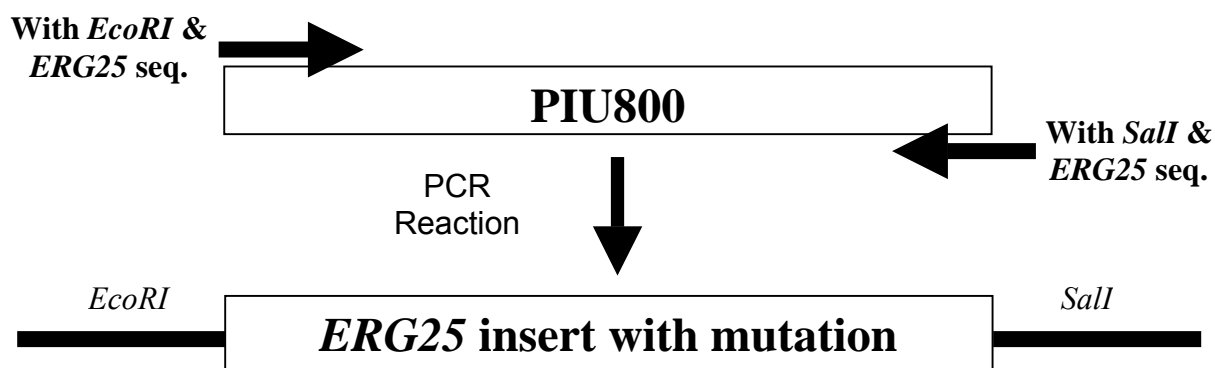 With EcoRI &
ERG25 seq.
PIU800
With SalI &
ERG25 seq.
PCR
Reaction
EcoRI
SalI
ERG25 insert with mutation